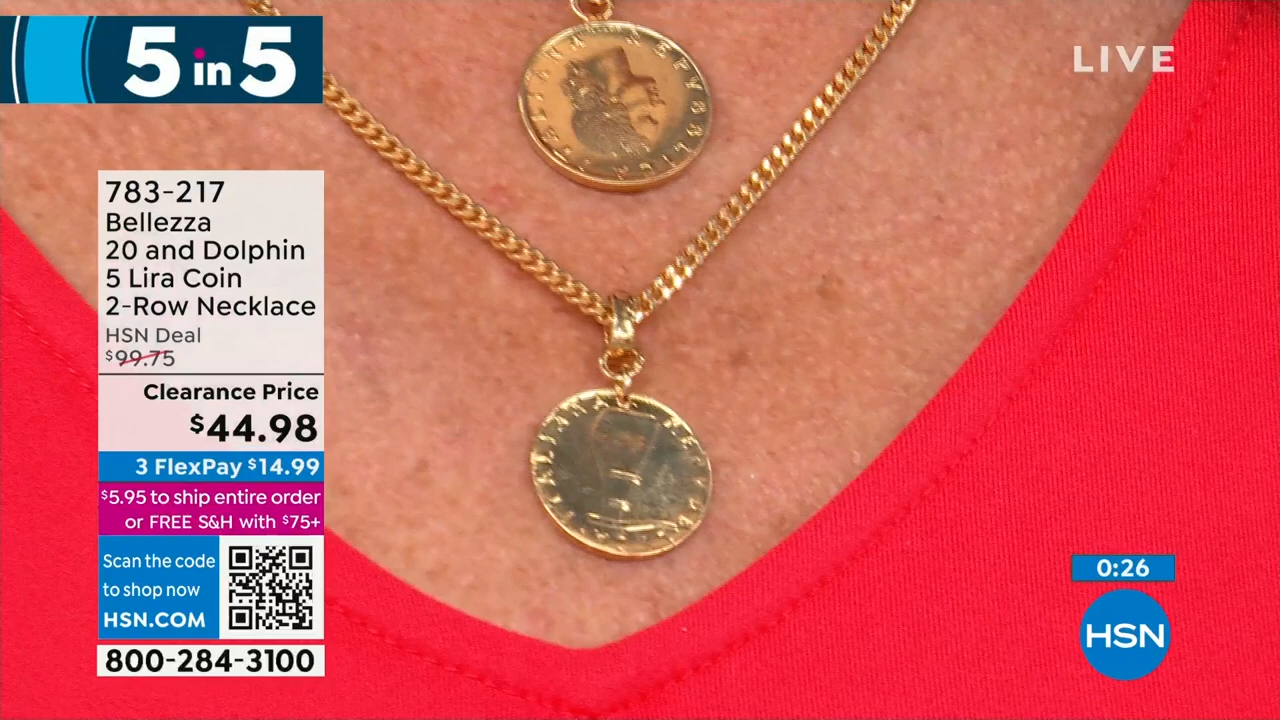 5 in 5
LIVE
783-217
Bellezza
20 and Dolphin
5 Lira Coin
2-Row Necklace
HSN Deal
$99.75
Clearance Price
$44.98
3 FlexPay $14.99
$5.95 to ship entire order
or FREE S&H with $75+
Scan the code
to shop now
HSN.COM
800-284-3100
0:26
HSN